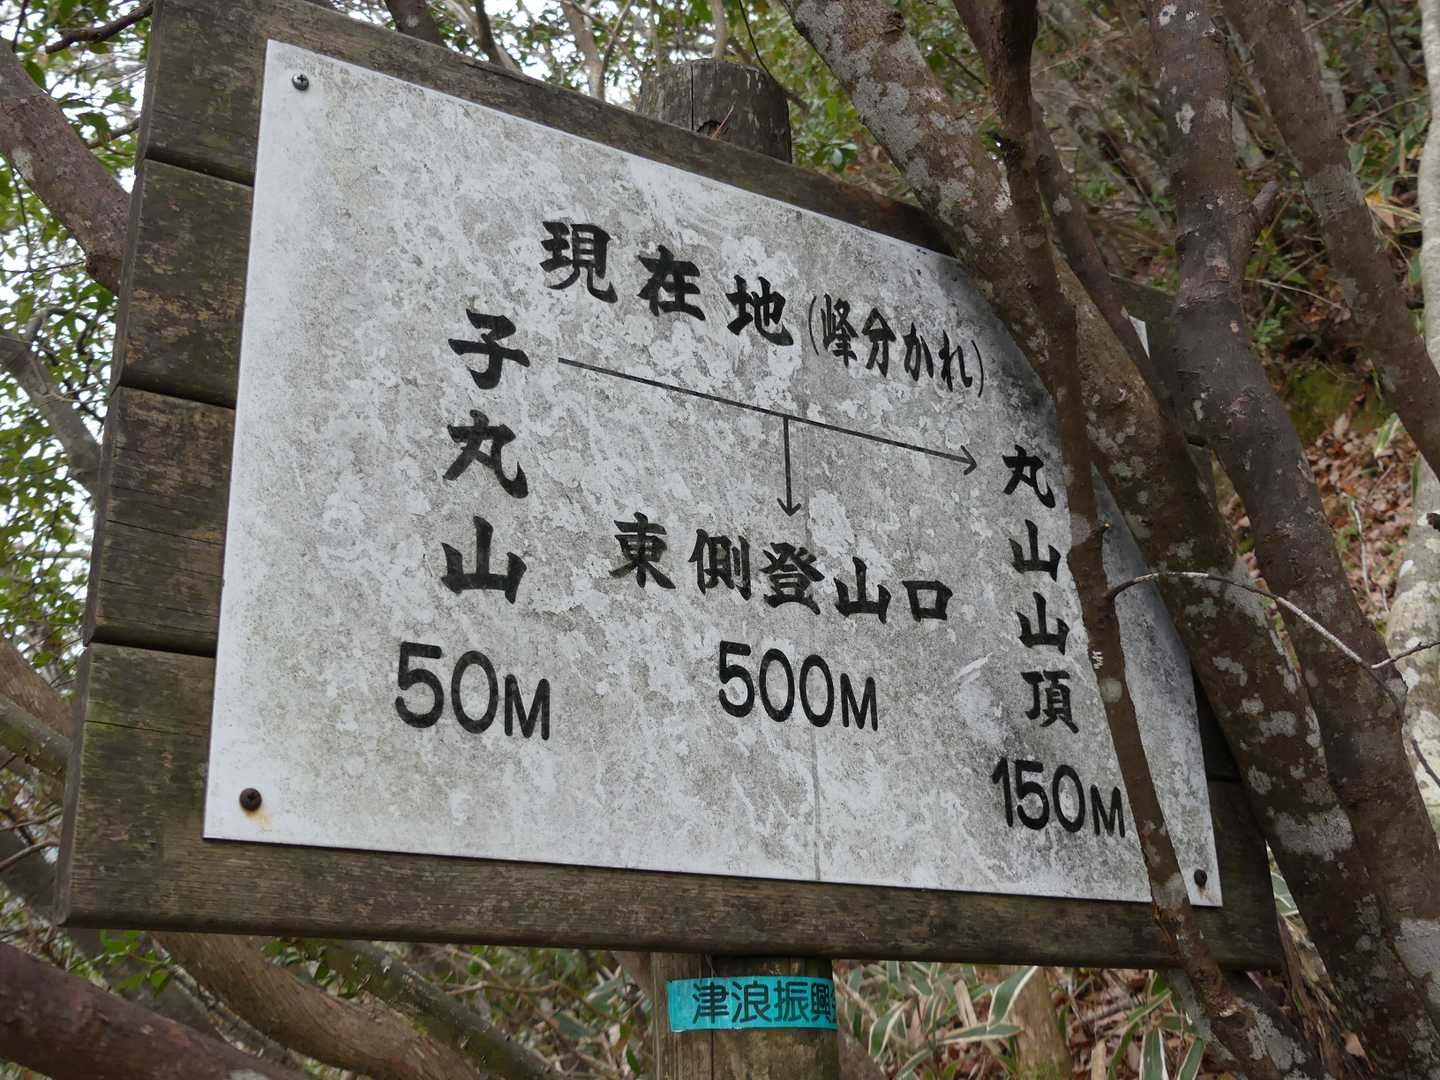 現在地(峰分かれ)
子丸山
50M
東側登山口
500M
丸山山頂
150M
津浪振興